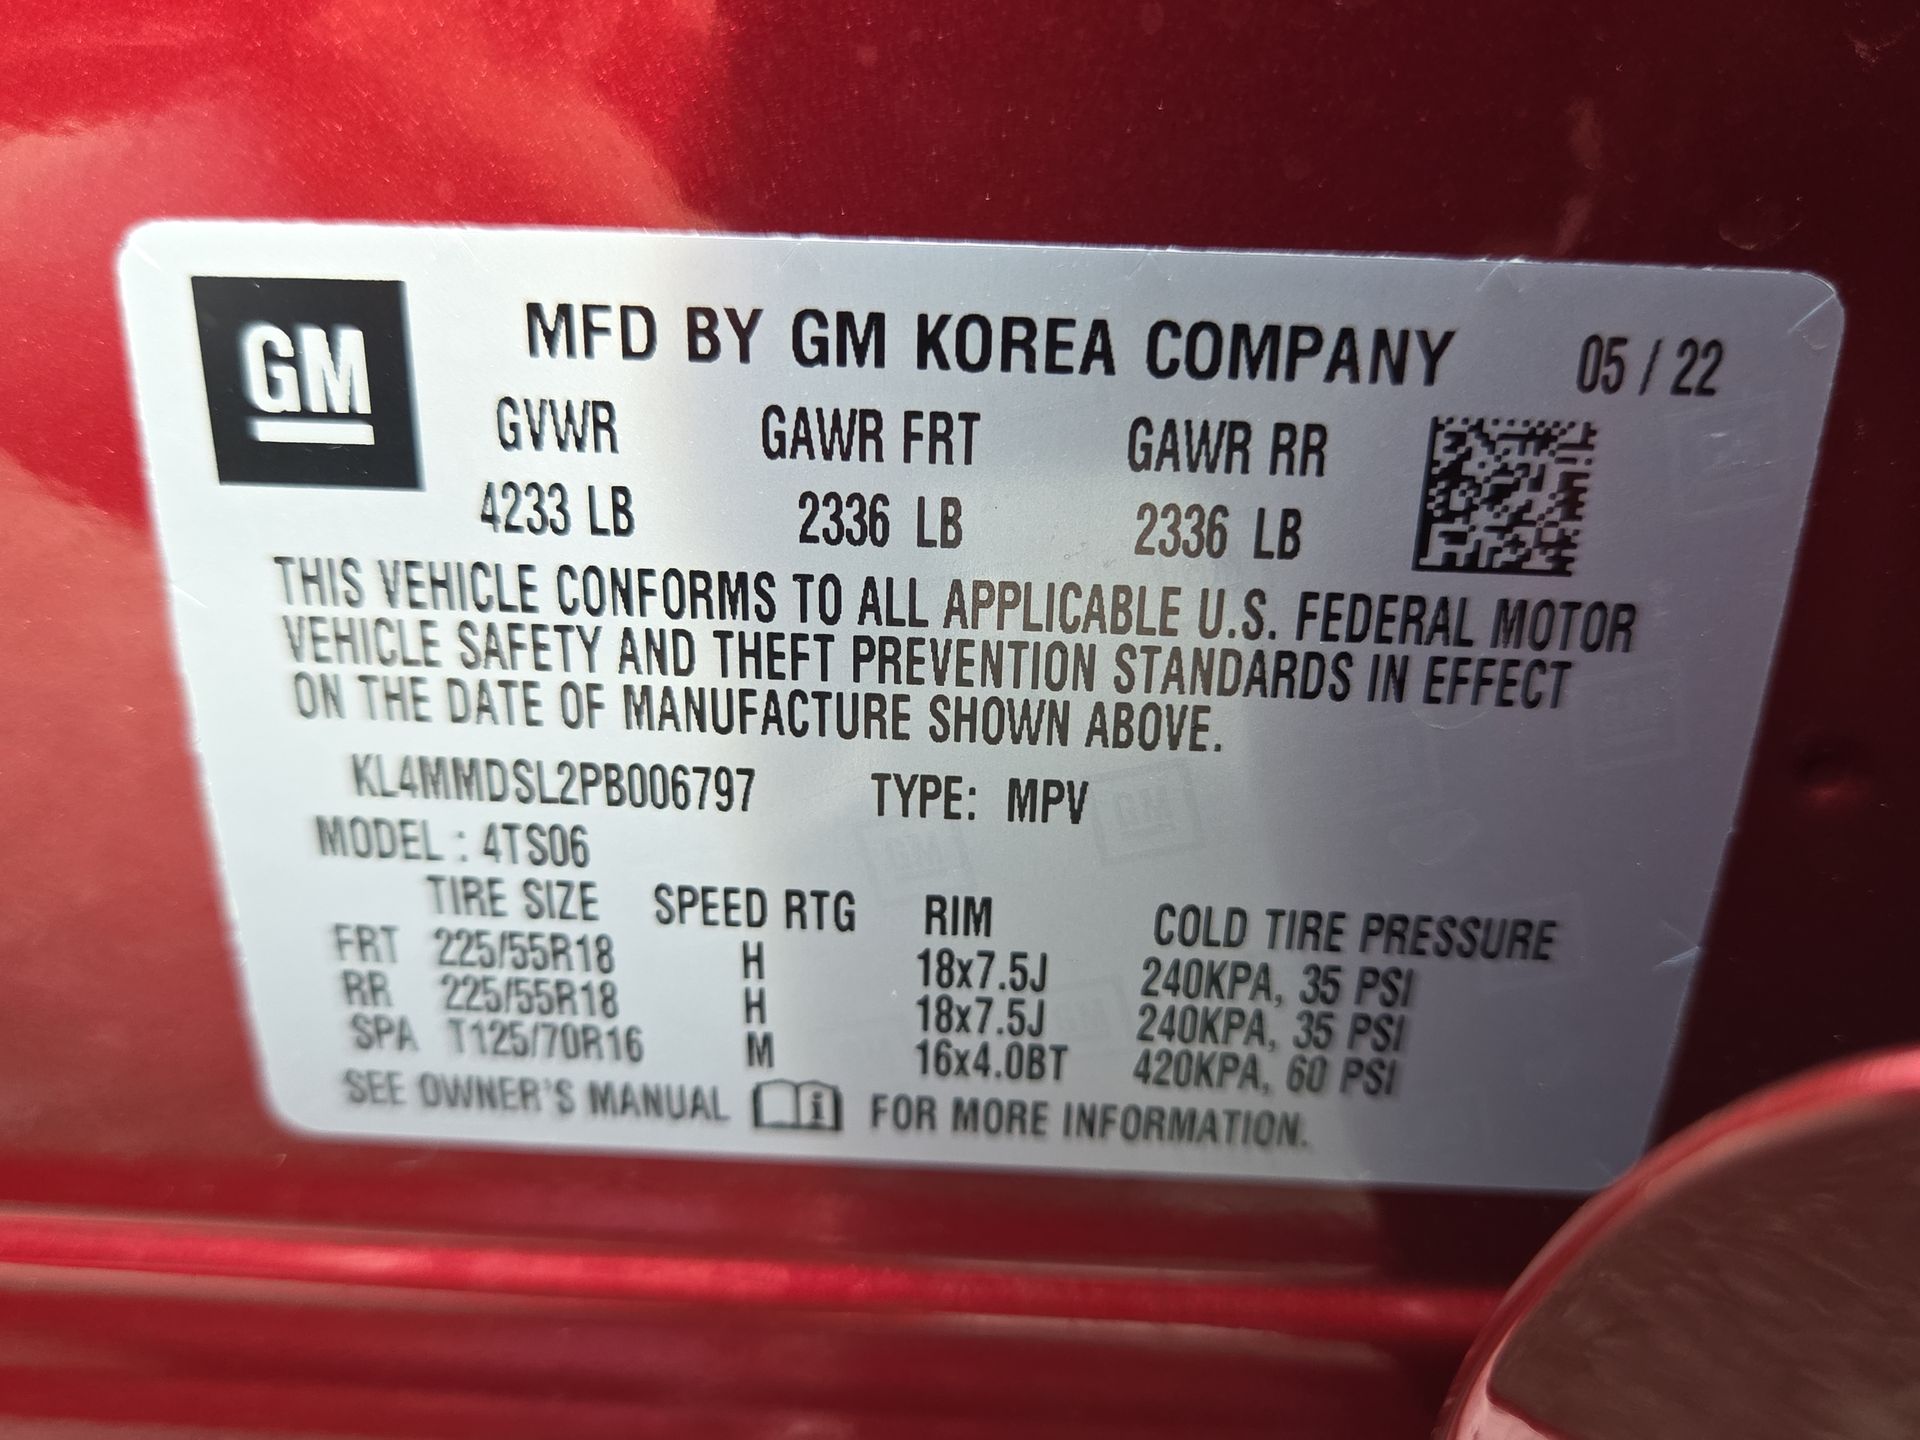 GM
MFD BY GM KOREA COMPANY 05 / 22
GVWR GAWR FRT GAWR RR
4233 LB 2336 LB 2336 LB
THIS VEHICLE CONFORMS TO ALL APPLICABLE U.S. FEDERAL MOTOR
VEHICLE SAFETY AND THEFT PREVENTION STANDARDS IN EFFECT
ON THE DATE OF MANUFACTURE SHOWN ABOVE.
KL4MMDSL2PB006797 TYPE: MPV
MODEL : 4TS06
TIRE SIZE SPEED RTG RIM COLD TIRE PRESSURE
FRT 225/55R18 H 18x7.5J 240KPA, 35 PSI
RR 225/55R18 H 18x7.5J 240KPA, 35 PSI
SPA T125/70R16 M 16x4.0BT 420KPA, 60 PSI
SEE OWNER'S MANUAL i FOR MORE INFORMATION.